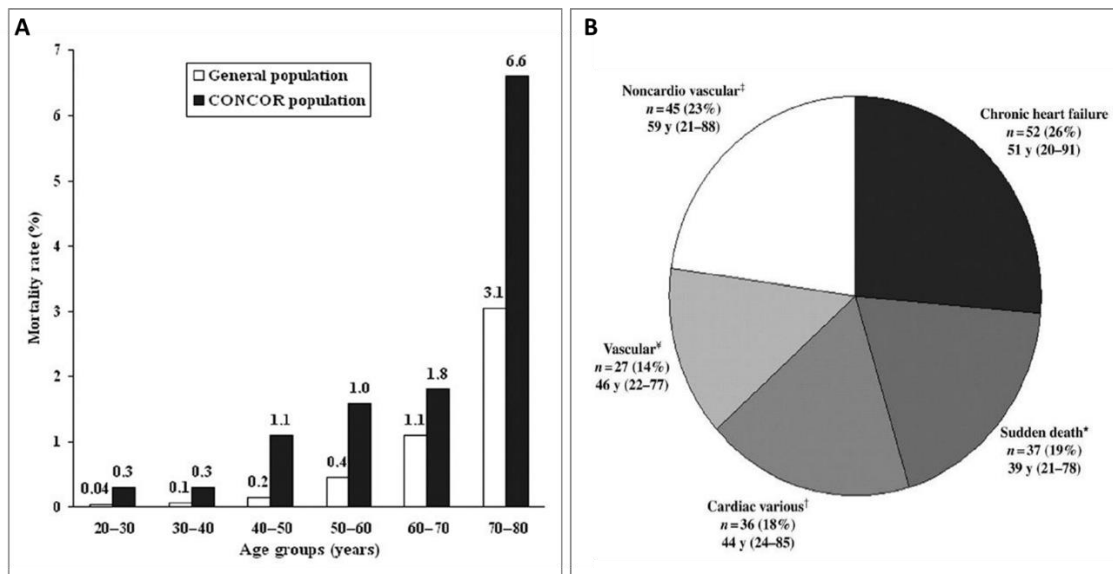 A
7
6
5
4
3
2
1
0
Mortality rate (%)
General population
CONCOR population
0.04
0.3
0.1
0.3
0.2
1.1
0.4
1.0
1.1
1.8
3.1
6.6
20–30
30–40
40–50
50–60
60–70
70–80
Age groups (years)
B
Noncardio vascular‡
n=45 (23%)
59 y (21–88)
Chronic heart failure
n=52 (26%)
51 y (20–91)
Vascular¥
n=27 (14%)
46 y (22–77)
Sudden death*
n=37 (19%)
39 y (21–78)
Cardiac various†
n=36 (18%)
44 y (24–85)